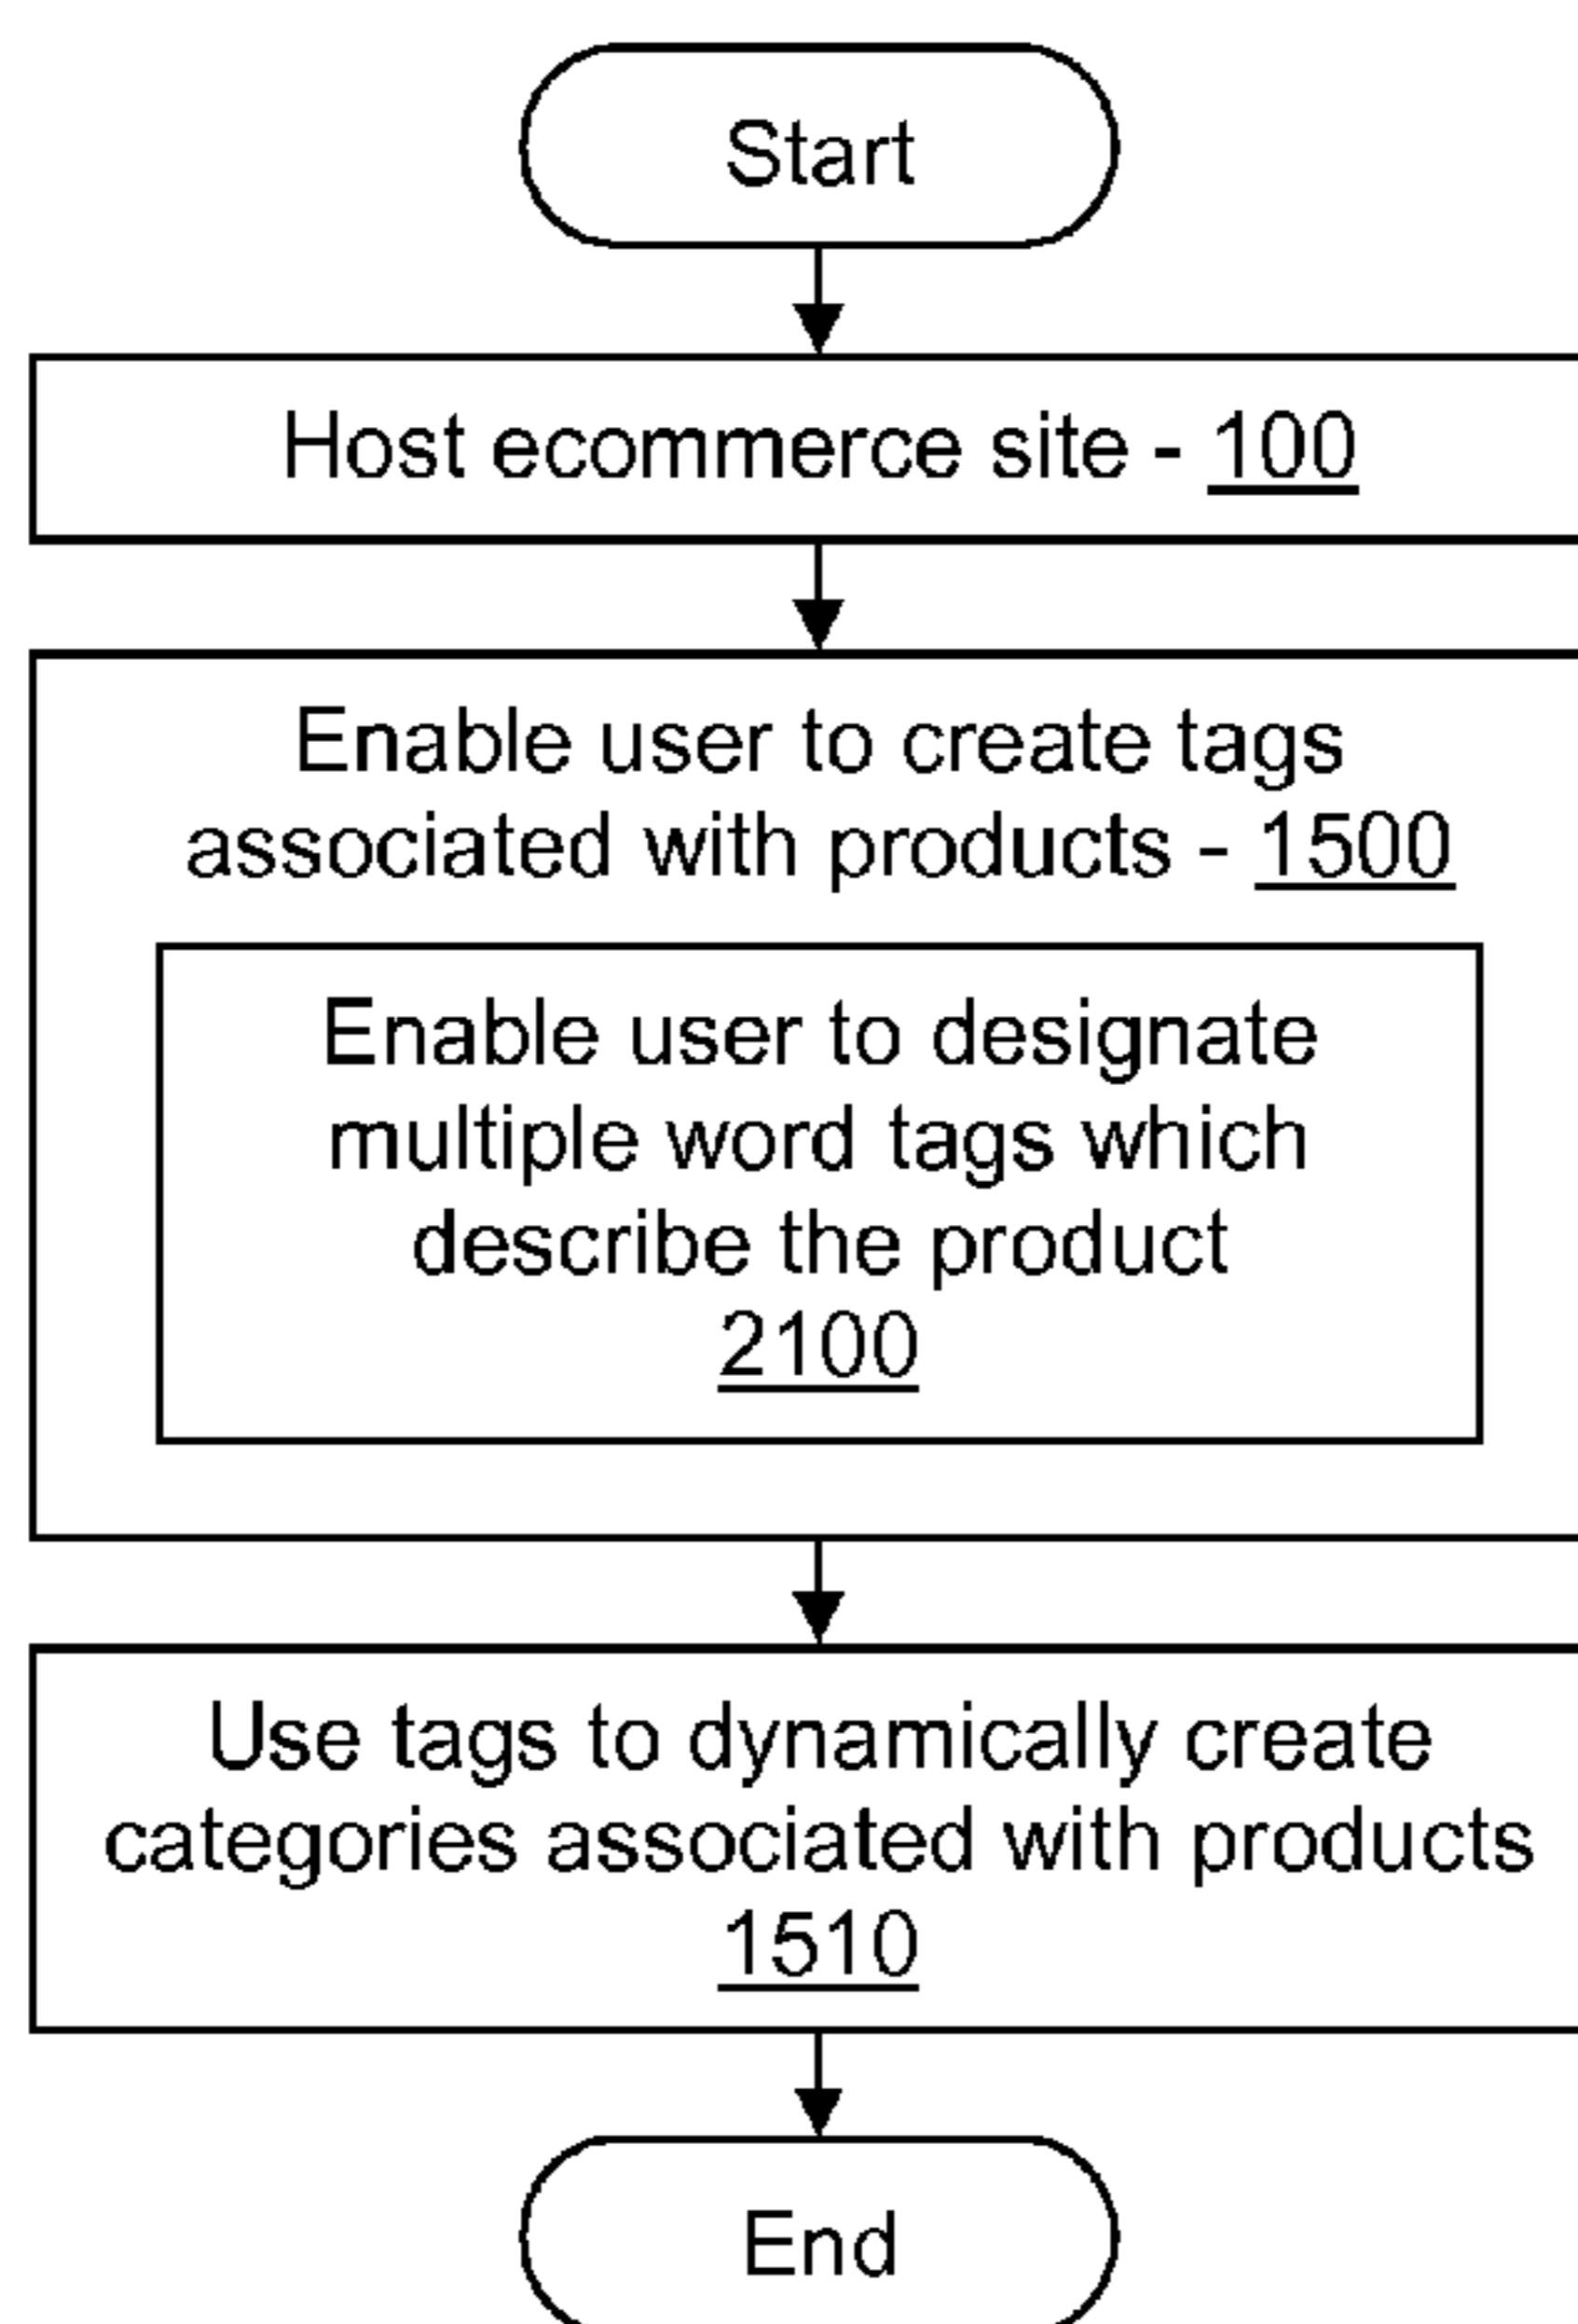 Start
Host ecommerce site - 100
Enable user to create tags
associated with products - 1500
Enable user to designate
multiple word tags which
describe the product
2100
Use tags to dynamically create
categories associated with products
1510
End